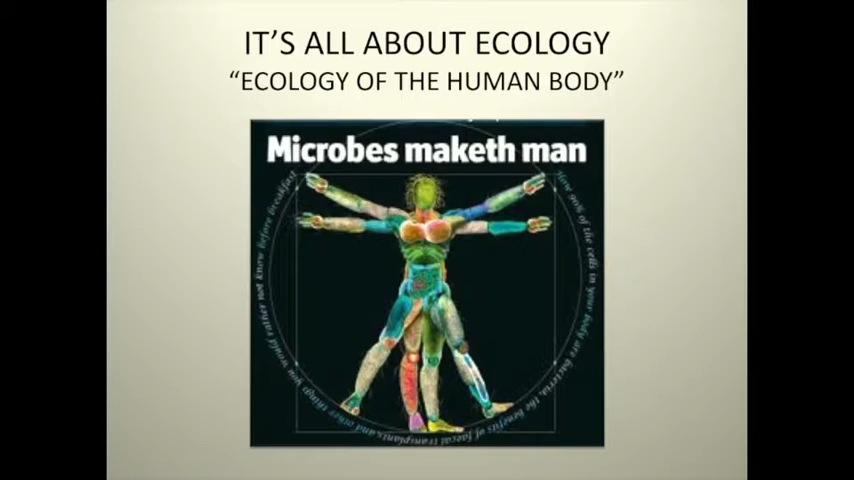 IT’S ALL ABOUT ECOLOGY
“ECOLOGY OF THE HUMAN BODY”
Microbes maketh man
How 90% of the cells in your body are bacteria, the benefits of faecal transplants, and other things you would rather not know before breakfast